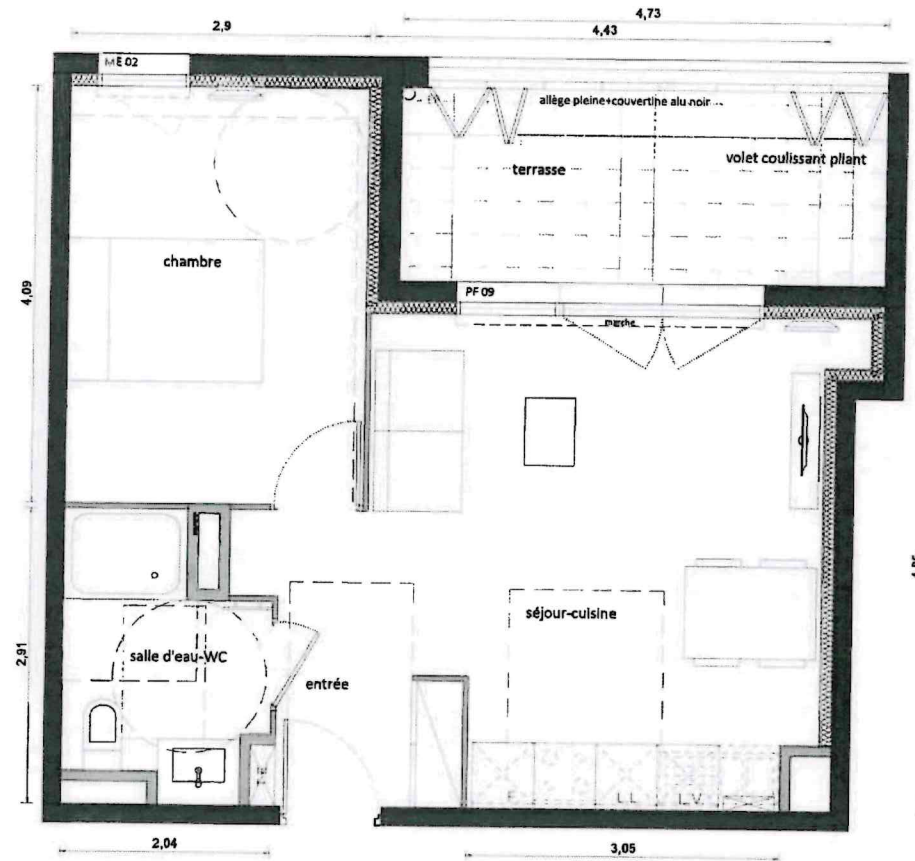 4,73
2,9
4,43
ME 02
allège pleine+couvertine alu noir
terrasse
volet coulissant pliant
chambre
4,09
PF 09
marche
séjour-cuisine
2,91
salle d'eau-WC
entrée
TE
F
LL
LV
2,04
3,05